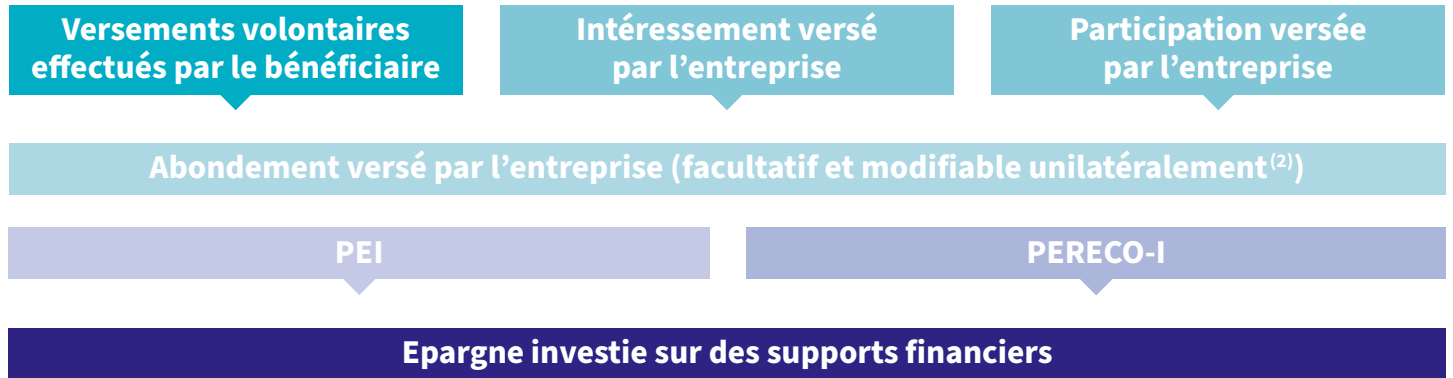 Versements volontaires
effectués par le bénéficiaire
Intéressement versé
par l’entreprise
Participation versée
par l’entreprise
Abondement versé par l’entreprise (facultatif et modifiable unilatéralement⁽²⁾)
PEI
PERECO-I
Epargne investie sur des supports financiers